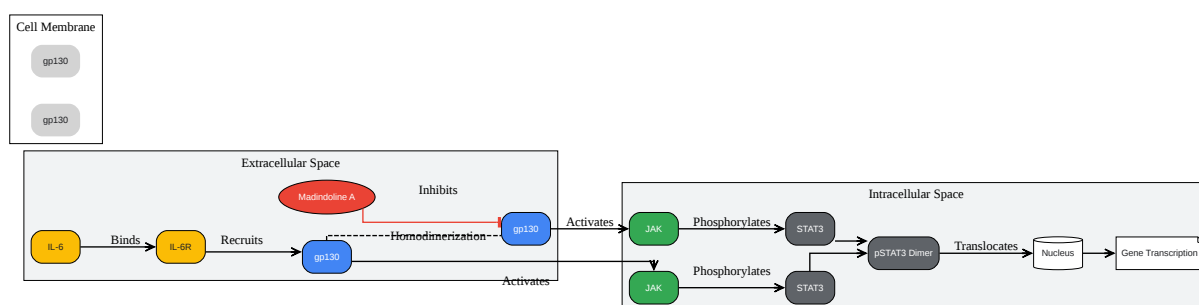 Cell Membrane
gp130
gp130
Extracellular Space
Madindoline A
Inhibits
IL-6
Binds
IL-6R
Recruits
gp130
Homodimerization
gp130
Activates
Activates
Intracellular Space
JAK
Phosphorylates
STAT3
JAK
Phosphorylates
STAT3
pSTAT3 Dimer
Translocates
Nucleus
Gene Transcription